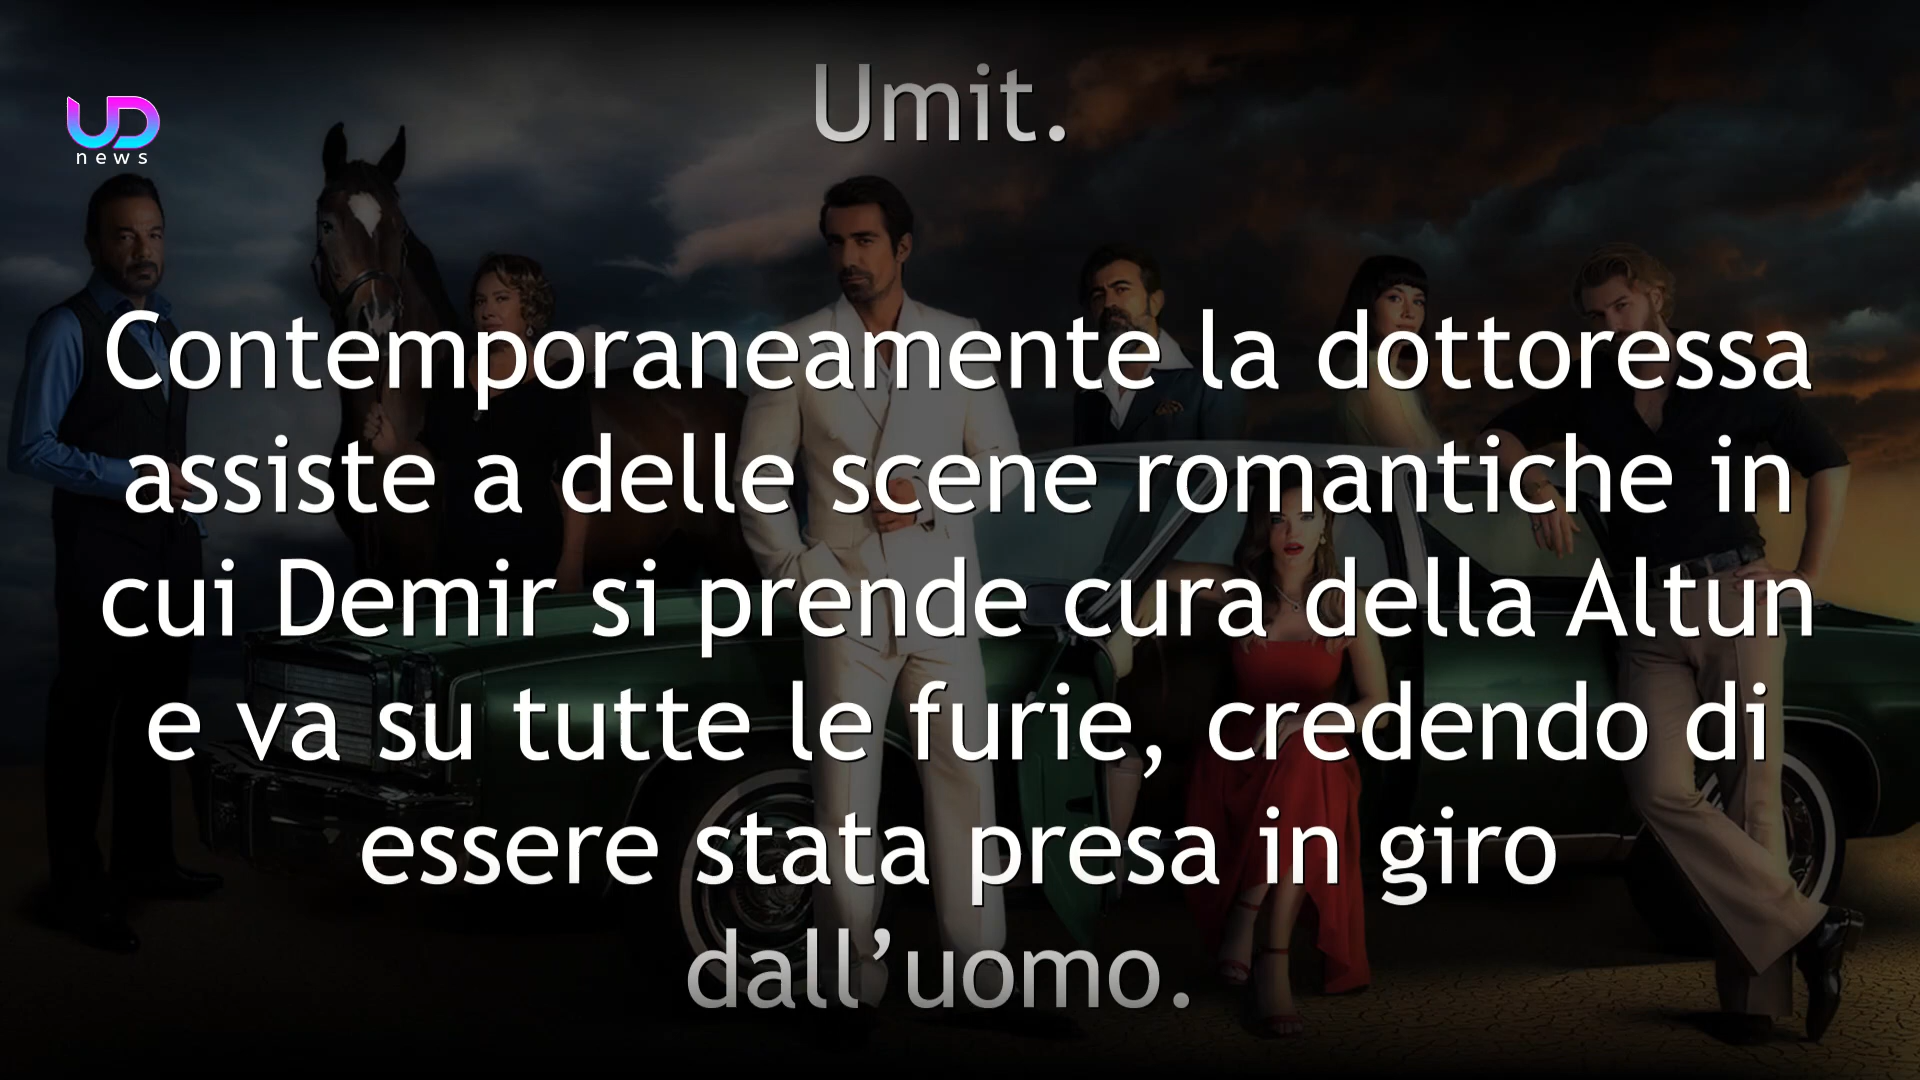 Umit.
UD
news
Contemporaneamente la dottoressa
assiste a delle scene romantiche in
cui Demir si prende cura della Altun
e va su tutte le furie, credendo di
essere stata presa in giro
dall’uomo.